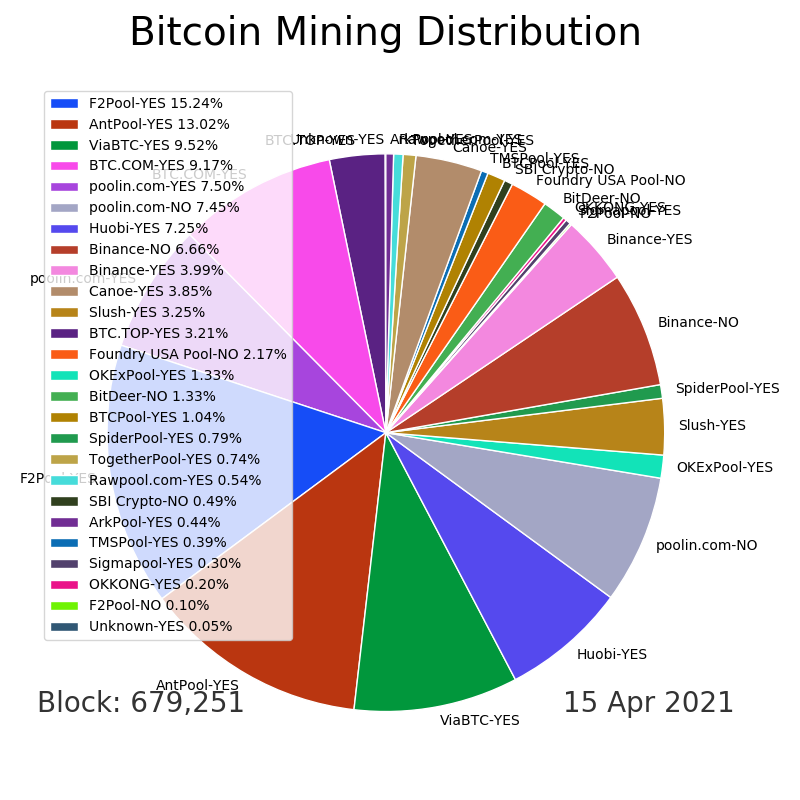 Bitcoin Mining Distribution
F2Pool-YES 15.24%
AntPool-YES 13.02%
ViaBTC-YES 9.52%
BTC.COM-YES 9.17%
poolin.com-YES 7.50%
poolin.com-NO 7.45%
Huobi-YES 7.25%
Binance-NO 6.66%
Binance-YES 3.99%
Canoe-YES 3.85%
Slush-YES 3.25%
BTC.TOP-YES 3.21%
Foundry USA Pool-NO 2.17%
OKExPool-YES 1.33%
BitDeer-NO 1.33%
BTCPool-YES 1.04%
SpiderPool-YES 0.79%
TogetherPool-YES 0.74%
Rawpool.com-YES 0.54%
SBI Crypto-NO 0.49%
ArkPool-YES 0.44%
TMSPool-YES 0.39%
Sigmapool-YES 0.30%
OKKONG-YES 0.20%
F2Pool-NO 0.10%
Unknown-YES 0.05%
BTC.TOP-YES
Unknown-YES
ArkPool-YES
Rawpool.com-YES
TogetherPool-YES
Canoe-YES
TMSPool-YES
BTCPool-YES
SBI Crypto-NO
Foundry USA Pool-NO
BitDeer-NO
OKKONG-YES
Sigmapool-YES
F2Pool-NO
Binance-YES
Binance-NO
SpiderPool-YES
Slush-YES
OKExPool-YES
poolin.com-NO
Huobi-YES
ViaBTC-YES
AntPool-YES
F2Pool-YES
poolin.com-YES
BTC.COM-YES
Block: 679,251
15 Apr 2021